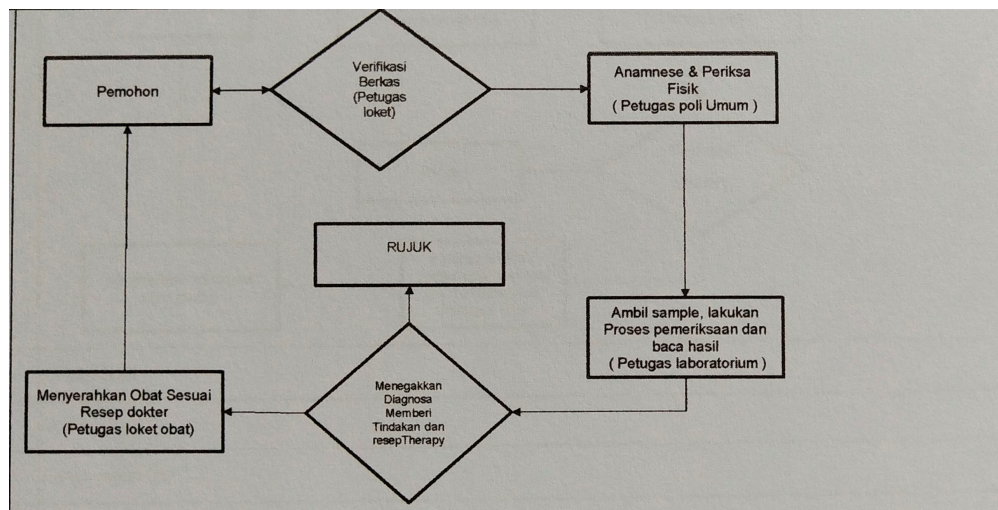 Pemohon
Verifikasi
Berkas
(Petugas
loket)
Anamnese & Periksa
Fisik
( Petugas poli Umum )
RUJUK
Ambil sample, lakukan
Proses pemeriksaan dan
baca hasil
( Petugas laboratorium )
Menegakkan
Diagnosa
Memberi
Tindakan dan
resepTherapy
Menyerahkan Obat Sesuai
Resep dokter
(Petugas loket obat)